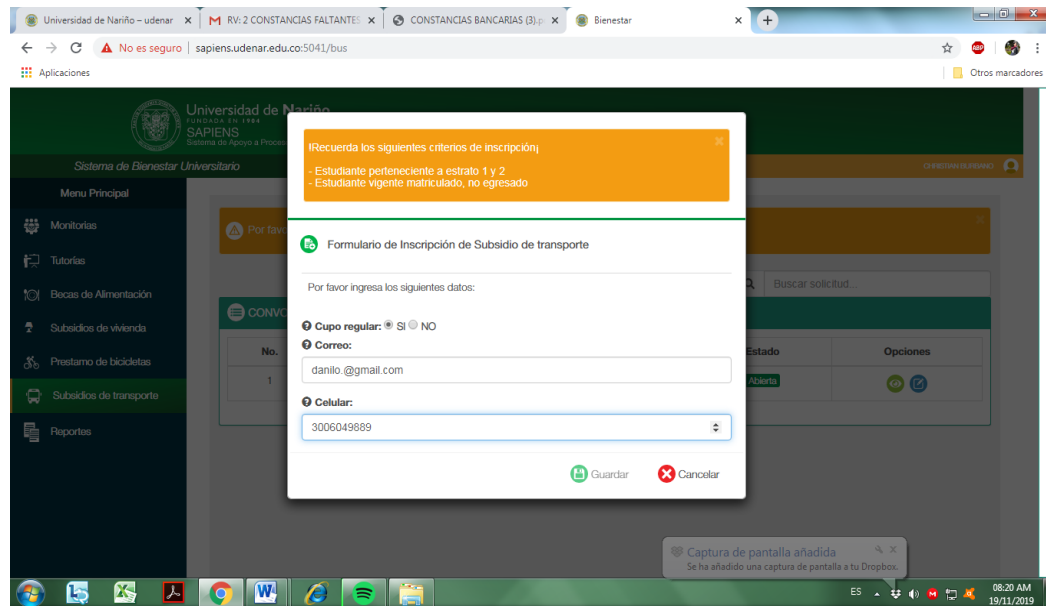 Universidad de Nariño – udenar
RV: 2 CONSTANCIAS FALTANTES
CONSTANCIAS BANCARIAS (3).p
Bienestar
No es seguro | sapiens.udenar.edu.co:5041/bus
ABP
Aplicaciones
Otros marcadores
Universidad de Nariño
FUNDADA EN 1904
SAPIENS
Sistema de Apoyo a Proces
Sistema de Bienestar Universitario
CHRISTIAN BURBANO
Menu Principal
Monitorias
Tutorías
Becas de Alimentación
Subsidios de vivienda
Prestamo de bicicletas
Subsidios de transporte
Reportes
Por favo
Buscar solicitud...
CONVO
No.
Estado
Opciones
1
Abierta
!Recuerda los siguientes criterios de inscripción¡
- Estudiante perteneciente a estrato 1 y 2
- Estudiante vigente matriculado, no egresado
Formulario de Inscripción de Subsidio de transporte
Por favor ingresa los siguientes datos:
Cupo regular: SI NO
Correo:
danilo.@gmail.com
Celular:
3006049889
Guardar
Cancelar
Captura de pantalla añadida
Se ha añadido una captura de pantalla a tu Dropbox.
ES
08:20 AM
19/11/2019